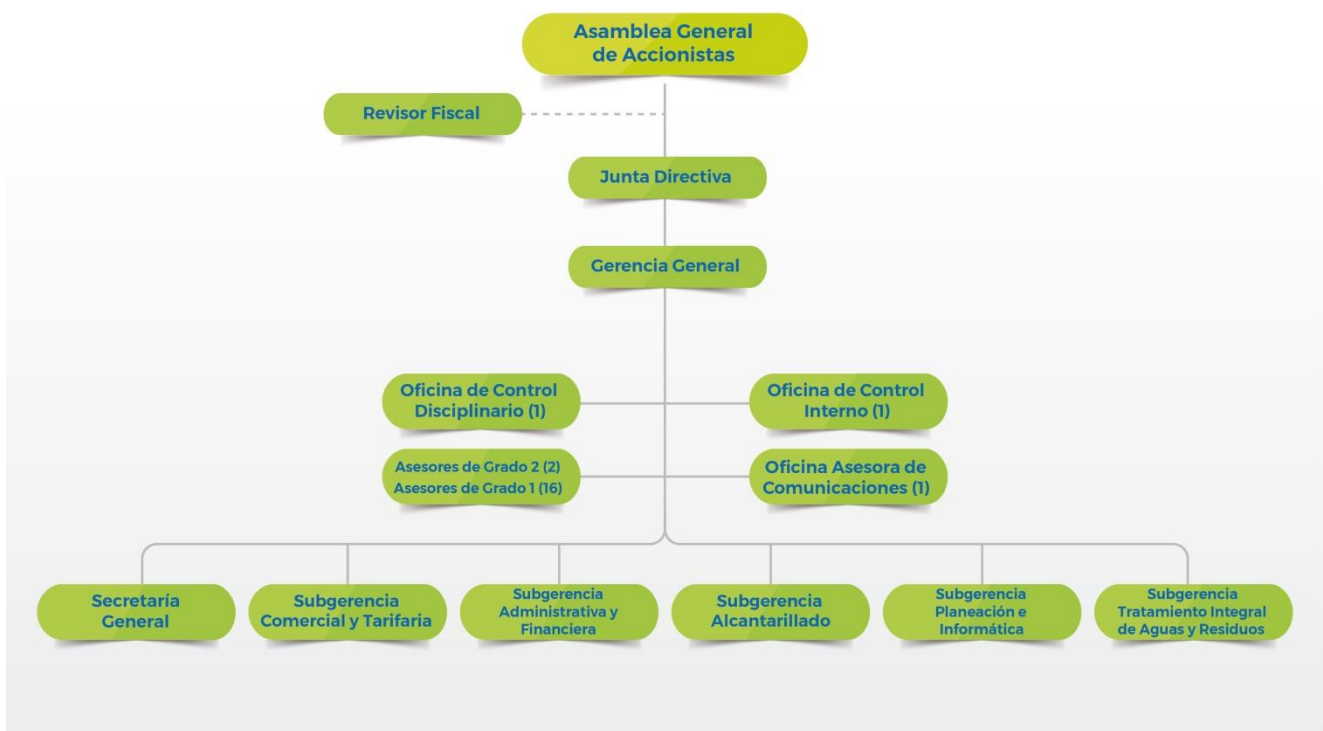 Asamblea General
de Accionistas
Revisor Fiscal
Junta Directiva
Gerencia General
Oficina de Control
Disciplinario (1)
Oficina de Control
Interno (1)
Asesores de Grado 2 (2)
Asesores de Grado 1 (16)
Oficina Asesora de
Comunicaciones (1)
Secretaría
General
Subgerencia
Comercial y Tarifaria
Subgerencia
Administrativa y
Financiera
Subgerencia
Alcantarillado
Subgerencia
Planeación e
Informática
Subgerencia
Tratamiento Integral
de Aguas y Residuos